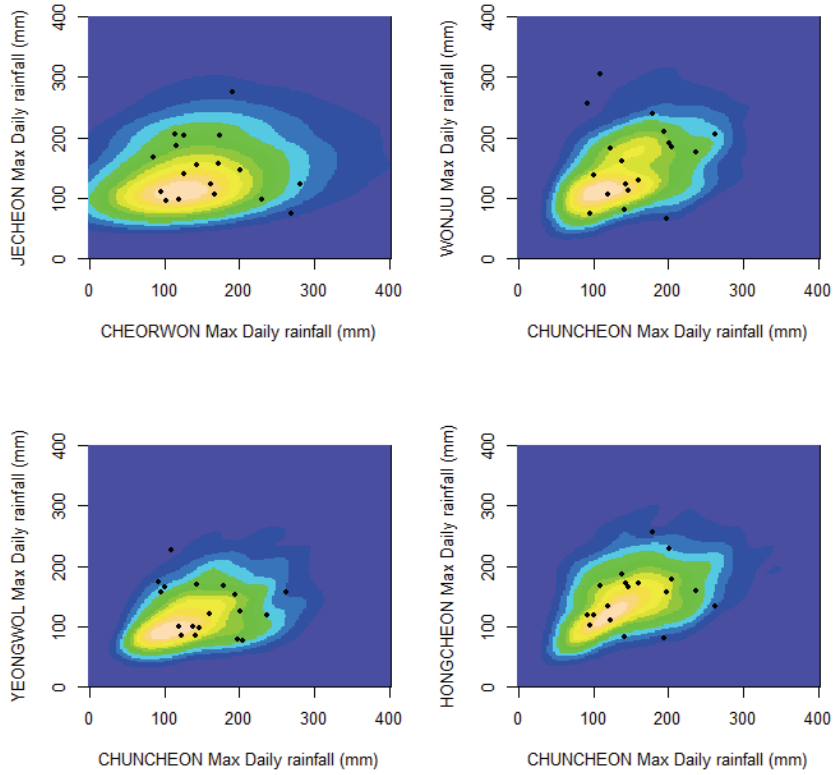 JECHEON Max Daily rainfall (mm)
400
300
200
100
0
0 100 200 300 400
CHEORWON Max Daily rainfall (mm)
WONJU Max Daily rainfall (mm)
400
300
200
100
0
0 100 200 300 400
CHUNCHEON Max Daily rainfall (mm)
YEONGWOL Max Daily rainfall (mm)
400
300
200
100
0
0 100 200 300 400
CHUNCHEON Max Daily rainfall (mm)
HONGCHEON Max Daily rainfall (mm)
400
300
200
100
0
0 100 200 300 400
CHUNCHEON Max Daily rainfall (mm)